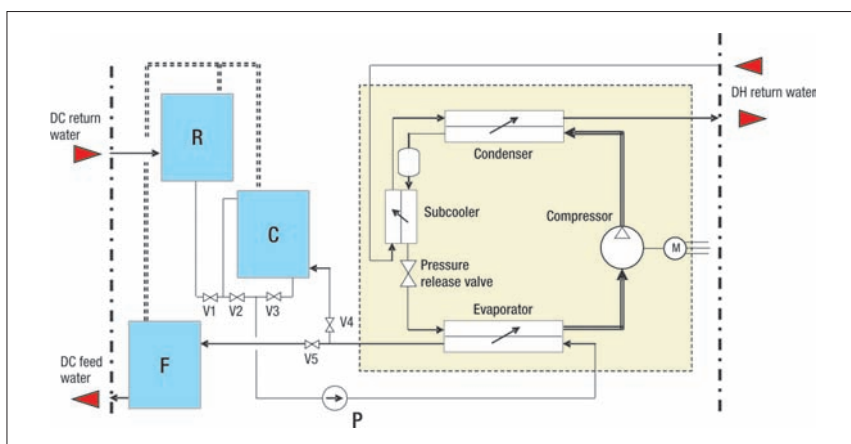 DC return
water
R
C
V1
V2
V3
V4
V5
F
DC feed
water
P
Condenser
Subcooler
Pressure
release valve
Evaporator
Compressor
M
DH return water